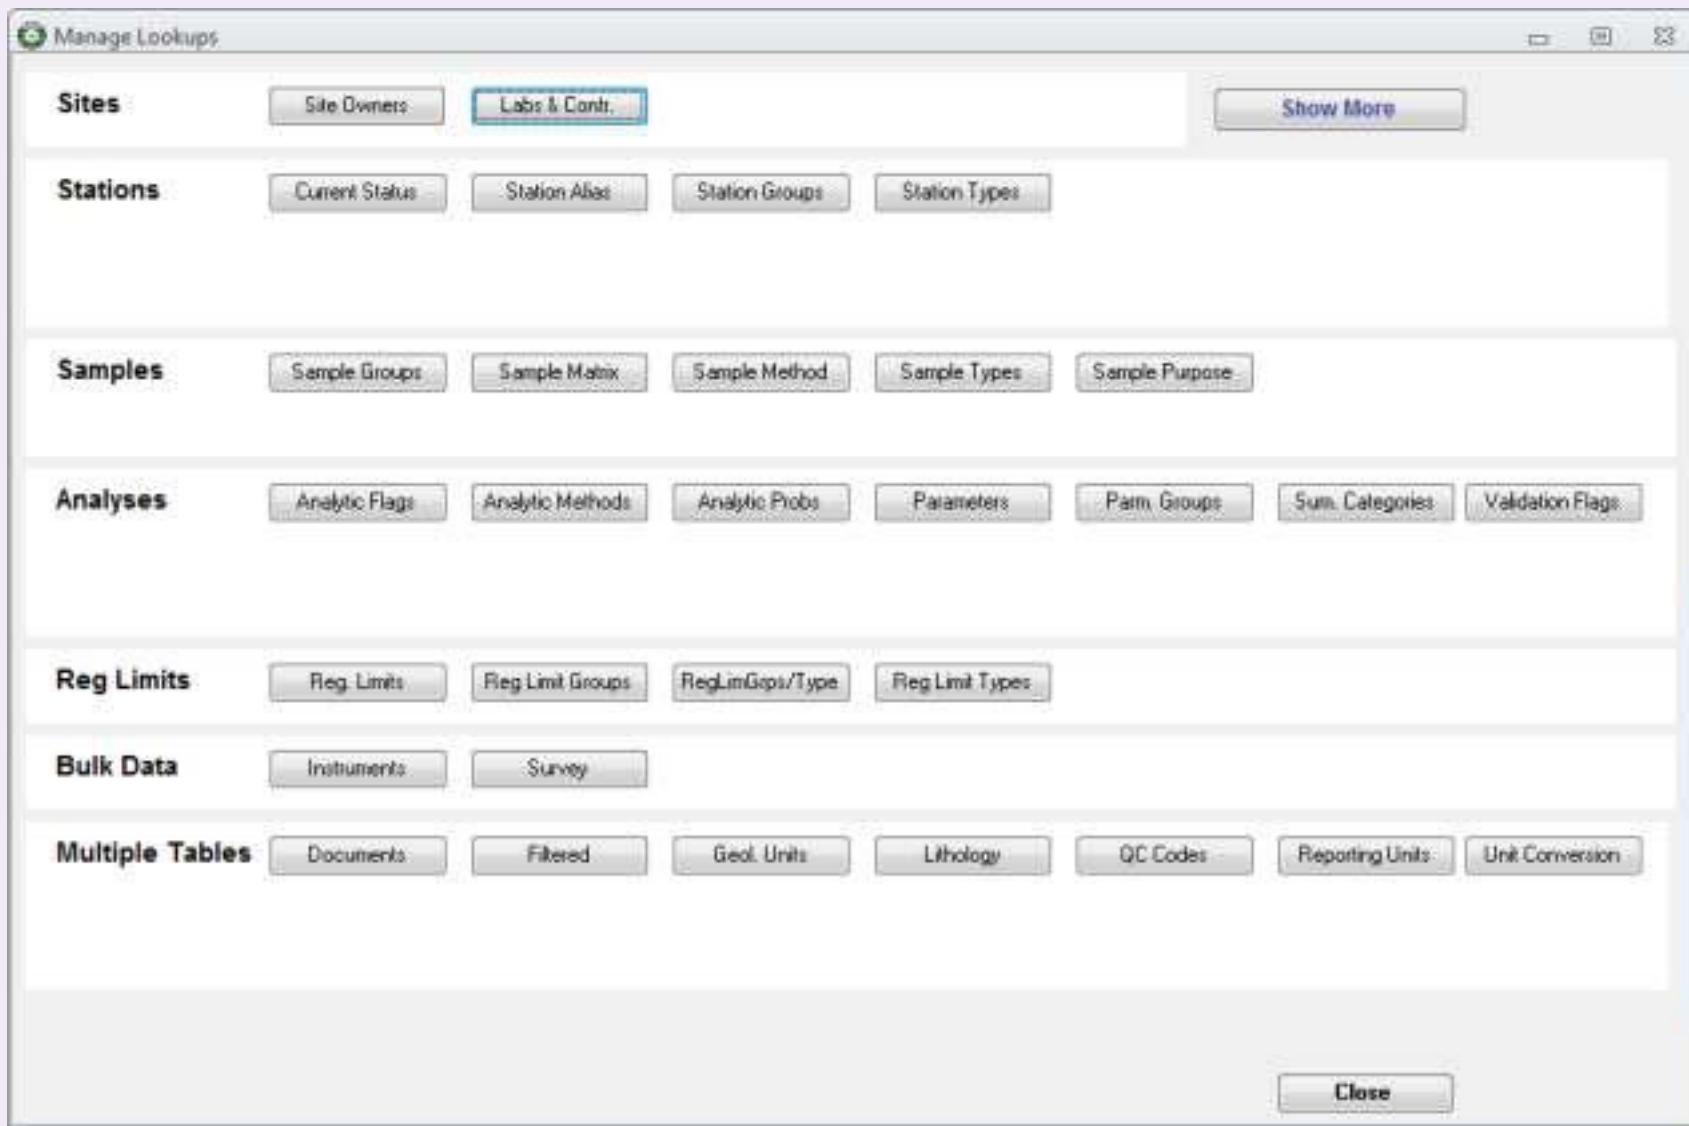 Manage Lookups
Sites Site Owners Labs & Contr. Show More
Stations Current Status Station Alias Station Groups Station Types
Samples Sample Groups Sample Matrix Sample Method Sample Types Sample Purpose
Analyses Analytic Flags Analytic Methods Analytic Probs Parameters Parm. Groups Sum. Categories Validation Flags
Reg Limits Reg. Limits Reg Limit Groups RegLimGrps/Type Reg Limit Types
Bulk Data Instruments Survey
Multiple Tables Documents Filtered Geol. Units Lithology QC Codes Reporting Units Unit Conversion
Close